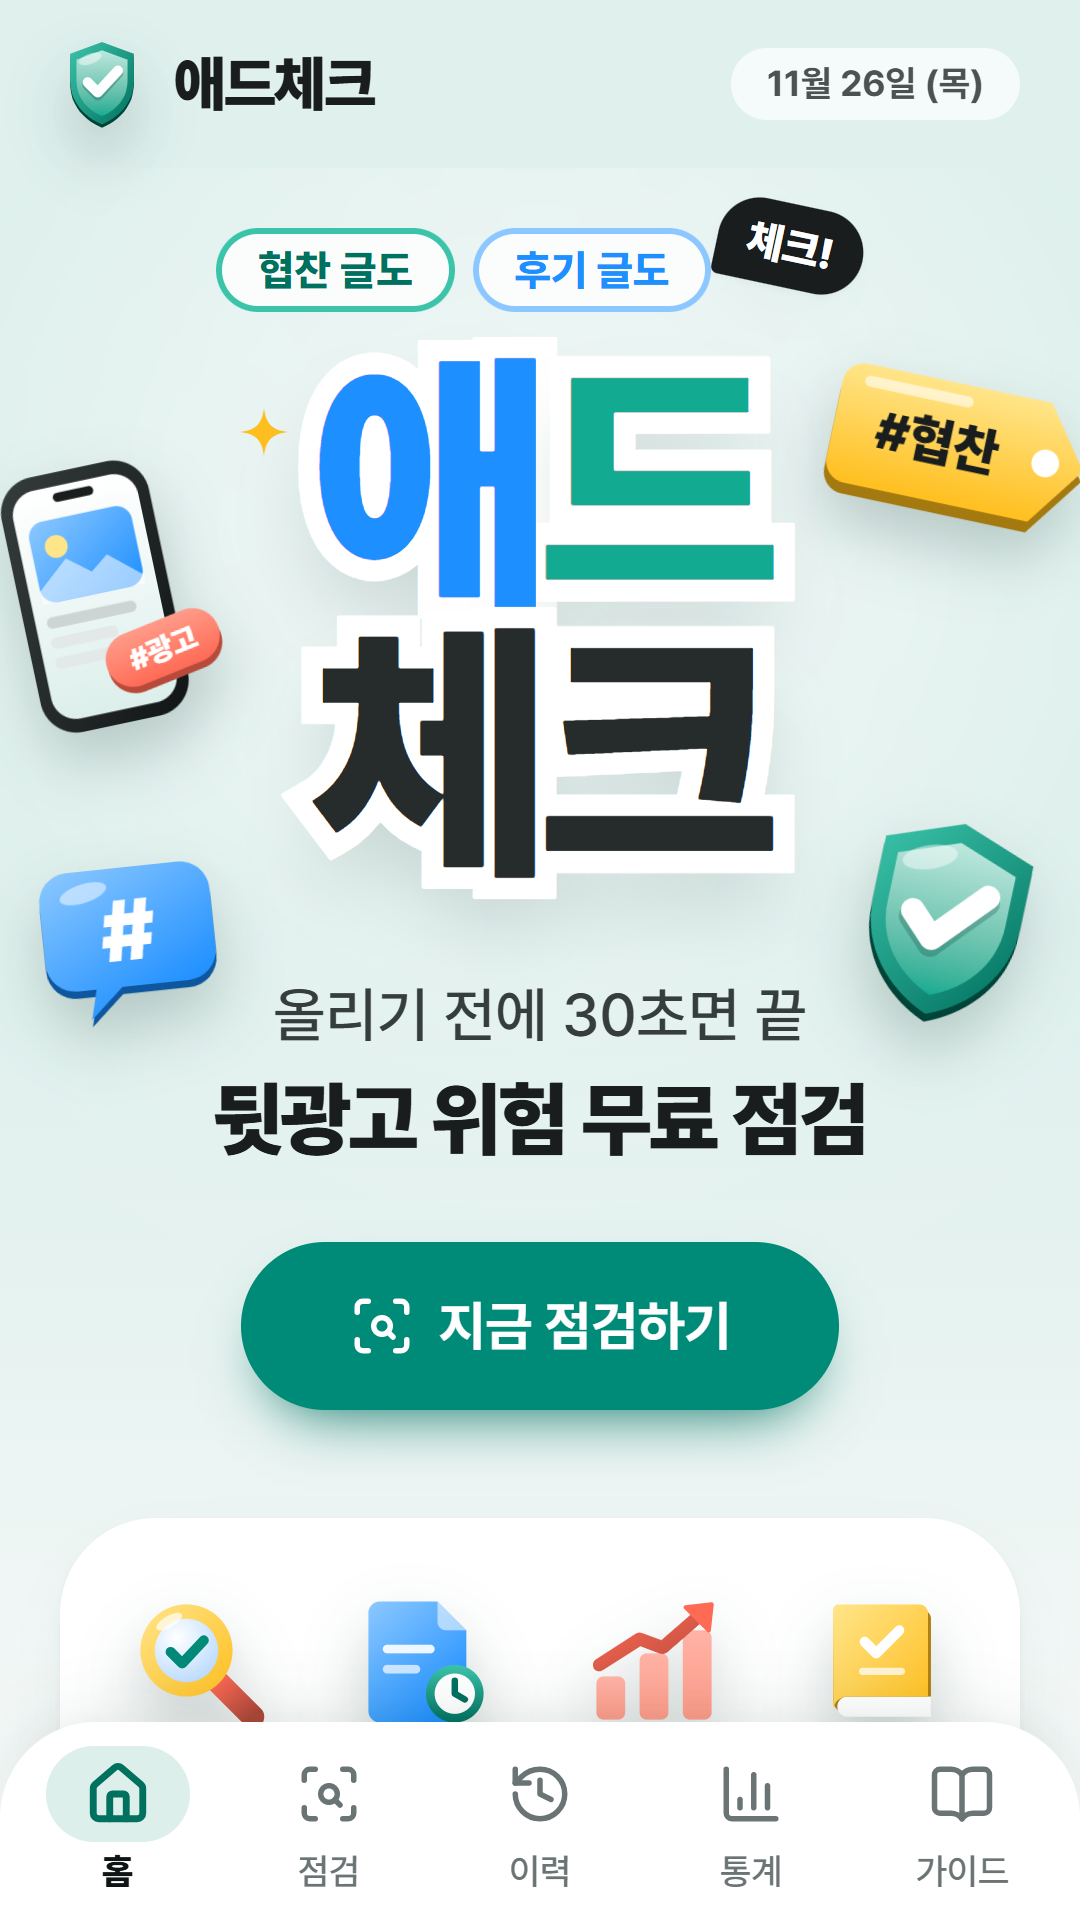 애드체크
11월 26일 (목)
협찬 글도
후기 글도
체크!
애드
체크
#협찬
#광고
#
올리기 전에 30초면 끝
뒷광고 위험 무료 점검
지금 점검하기
홈
점검
이력
통계
가이드